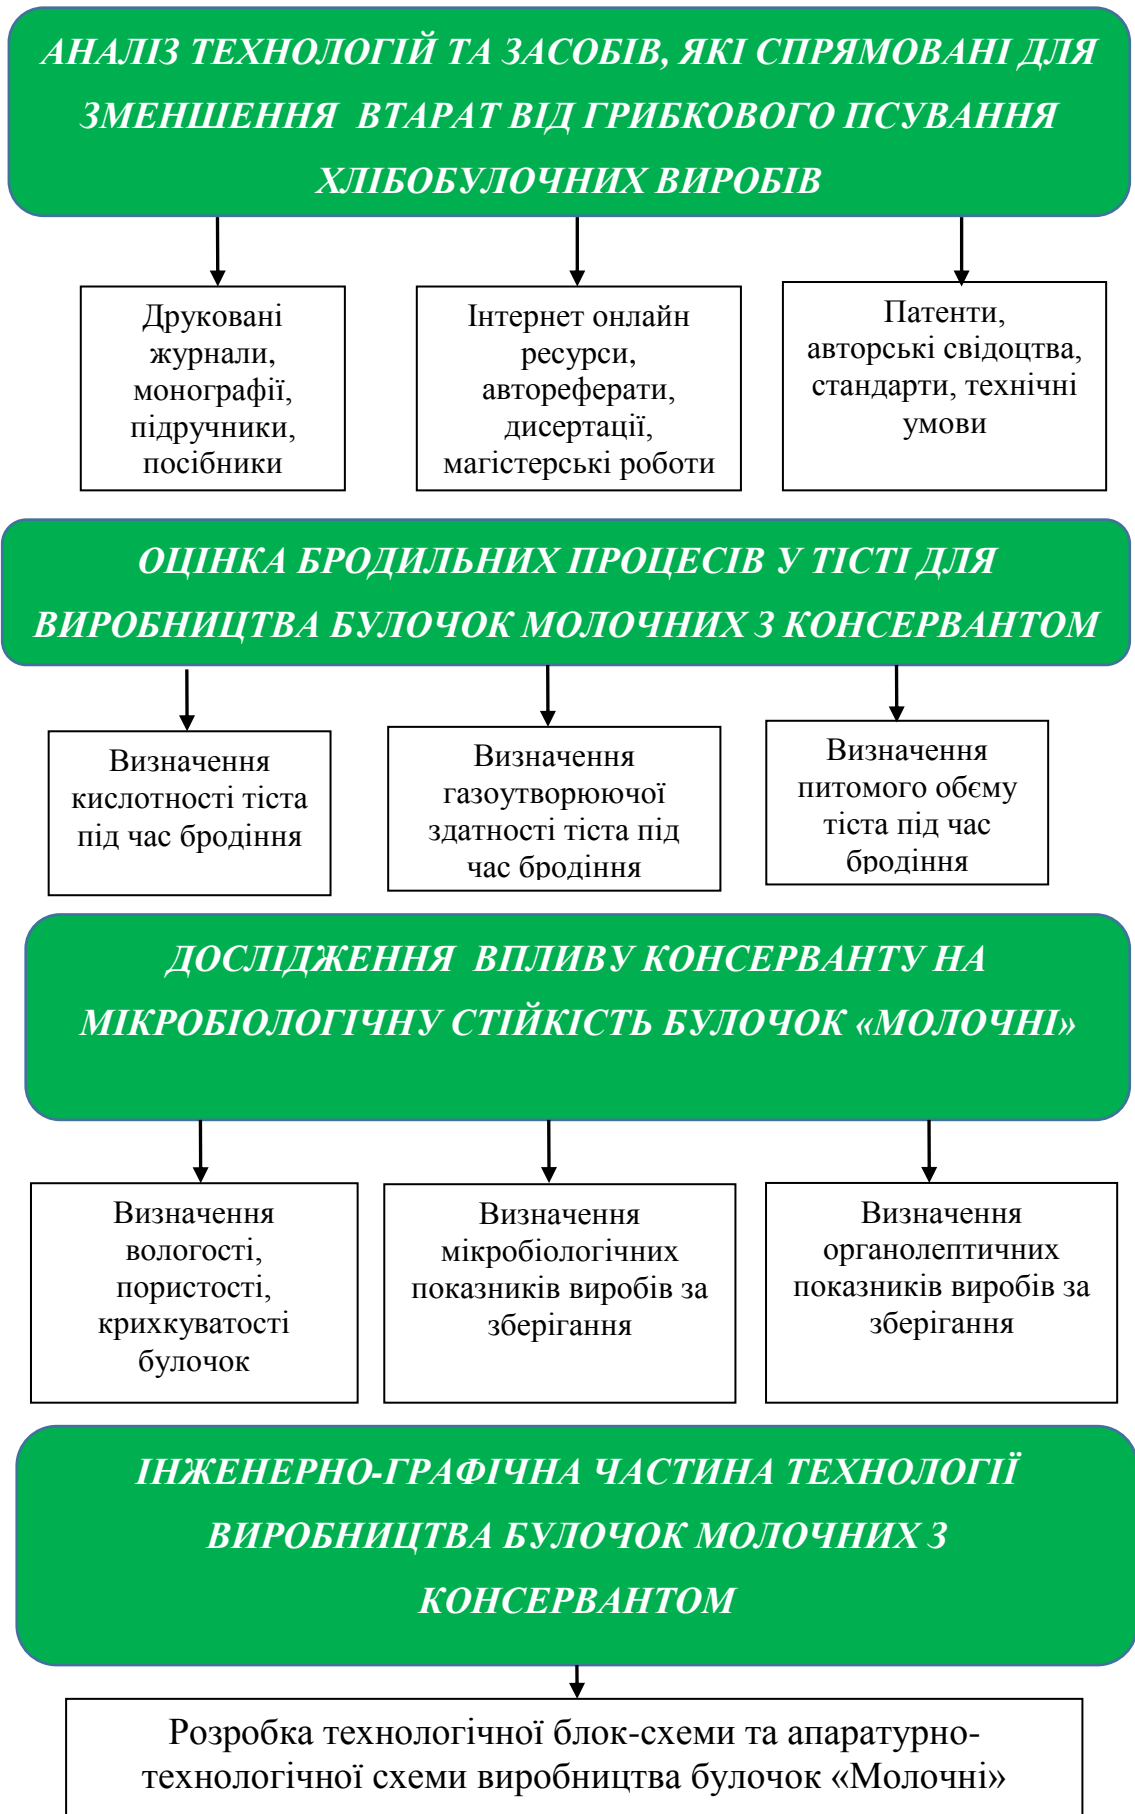 АНАЛІЗ ТЕХНОЛОГІЙ ТА ЗАСОБІВ, ЯКІ СПРЯМОВАНІ ДЛЯ
ЗМЕНШЕННЯ ВТАРАТ ВІД ГРИБКОВОГО ПСУВАННЯ
ХЛІБОБУЛОЧНИХ ВИРОБІВ
Друковані
журнали,
монографії,
підручники,
посібники
Інтернет онлайн
ресурси,
автореферати,
дисертації,
магістерські роботи
Патенти,
авторські свідоцтва,
стандарти, технічні
умови
ОЦІНКА БРОДИЛЬНИХ ПРОЦЕСІВ У ТІСТІ ДЛЯ
ВИРОБНИЦТВА БУЛОЧОК МОЛОЧНИХ З КОНСЕРВАНТОМ
Визначення
кислотності тіста
під час бродіння
Визначення
газоутворюючої
здатності тіста під
час бродіння
Визначення
питомого обєму
тіста під час
бродіння
ДОСЛІДЖЕННЯ ВПЛИВУ КОНСЕРВАНТУ НА
МІКРОБІОЛОГІЧНУ СТІЙКІСТЬ БУЛОЧОК «МОЛОЧНІ»
Визначення
вологості,
пористості,
крихкуватості
булочок
Визначення
мікробіологічних
показників виробів за
зберігання
Визначення
органолептичних
показників виробів за
зберігання
ІНЖЕНЕРНО-ГРАФІЧНА ЧАСТИНА ТЕХНОЛОГІЇ
ВИРОБНИЦТВА БУЛОЧОК МОЛОЧНИХ З
КОНСЕРВАНТОМ
Розробка технологічної блок-схеми та апаратурно-
технологічної схеми виробництва булочок «Молочні»